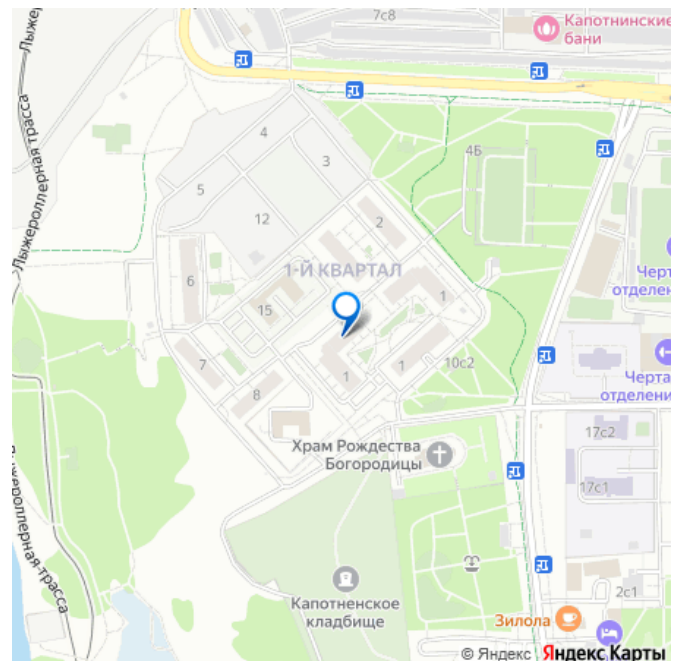 7с8
Капотнинские
бани
Лыжероллерная трасса
4
3
5
12
4Б
2
1-Й КВАРТАЛ
6
15
1
Черт
отделен
7
1
1
10с2
8
Черта
отделени
Храм Рождества
Богородицы
17с2
17с1
Капотненское
кладбище
2с1
Зилола
© Яндекс Яндекс Карты